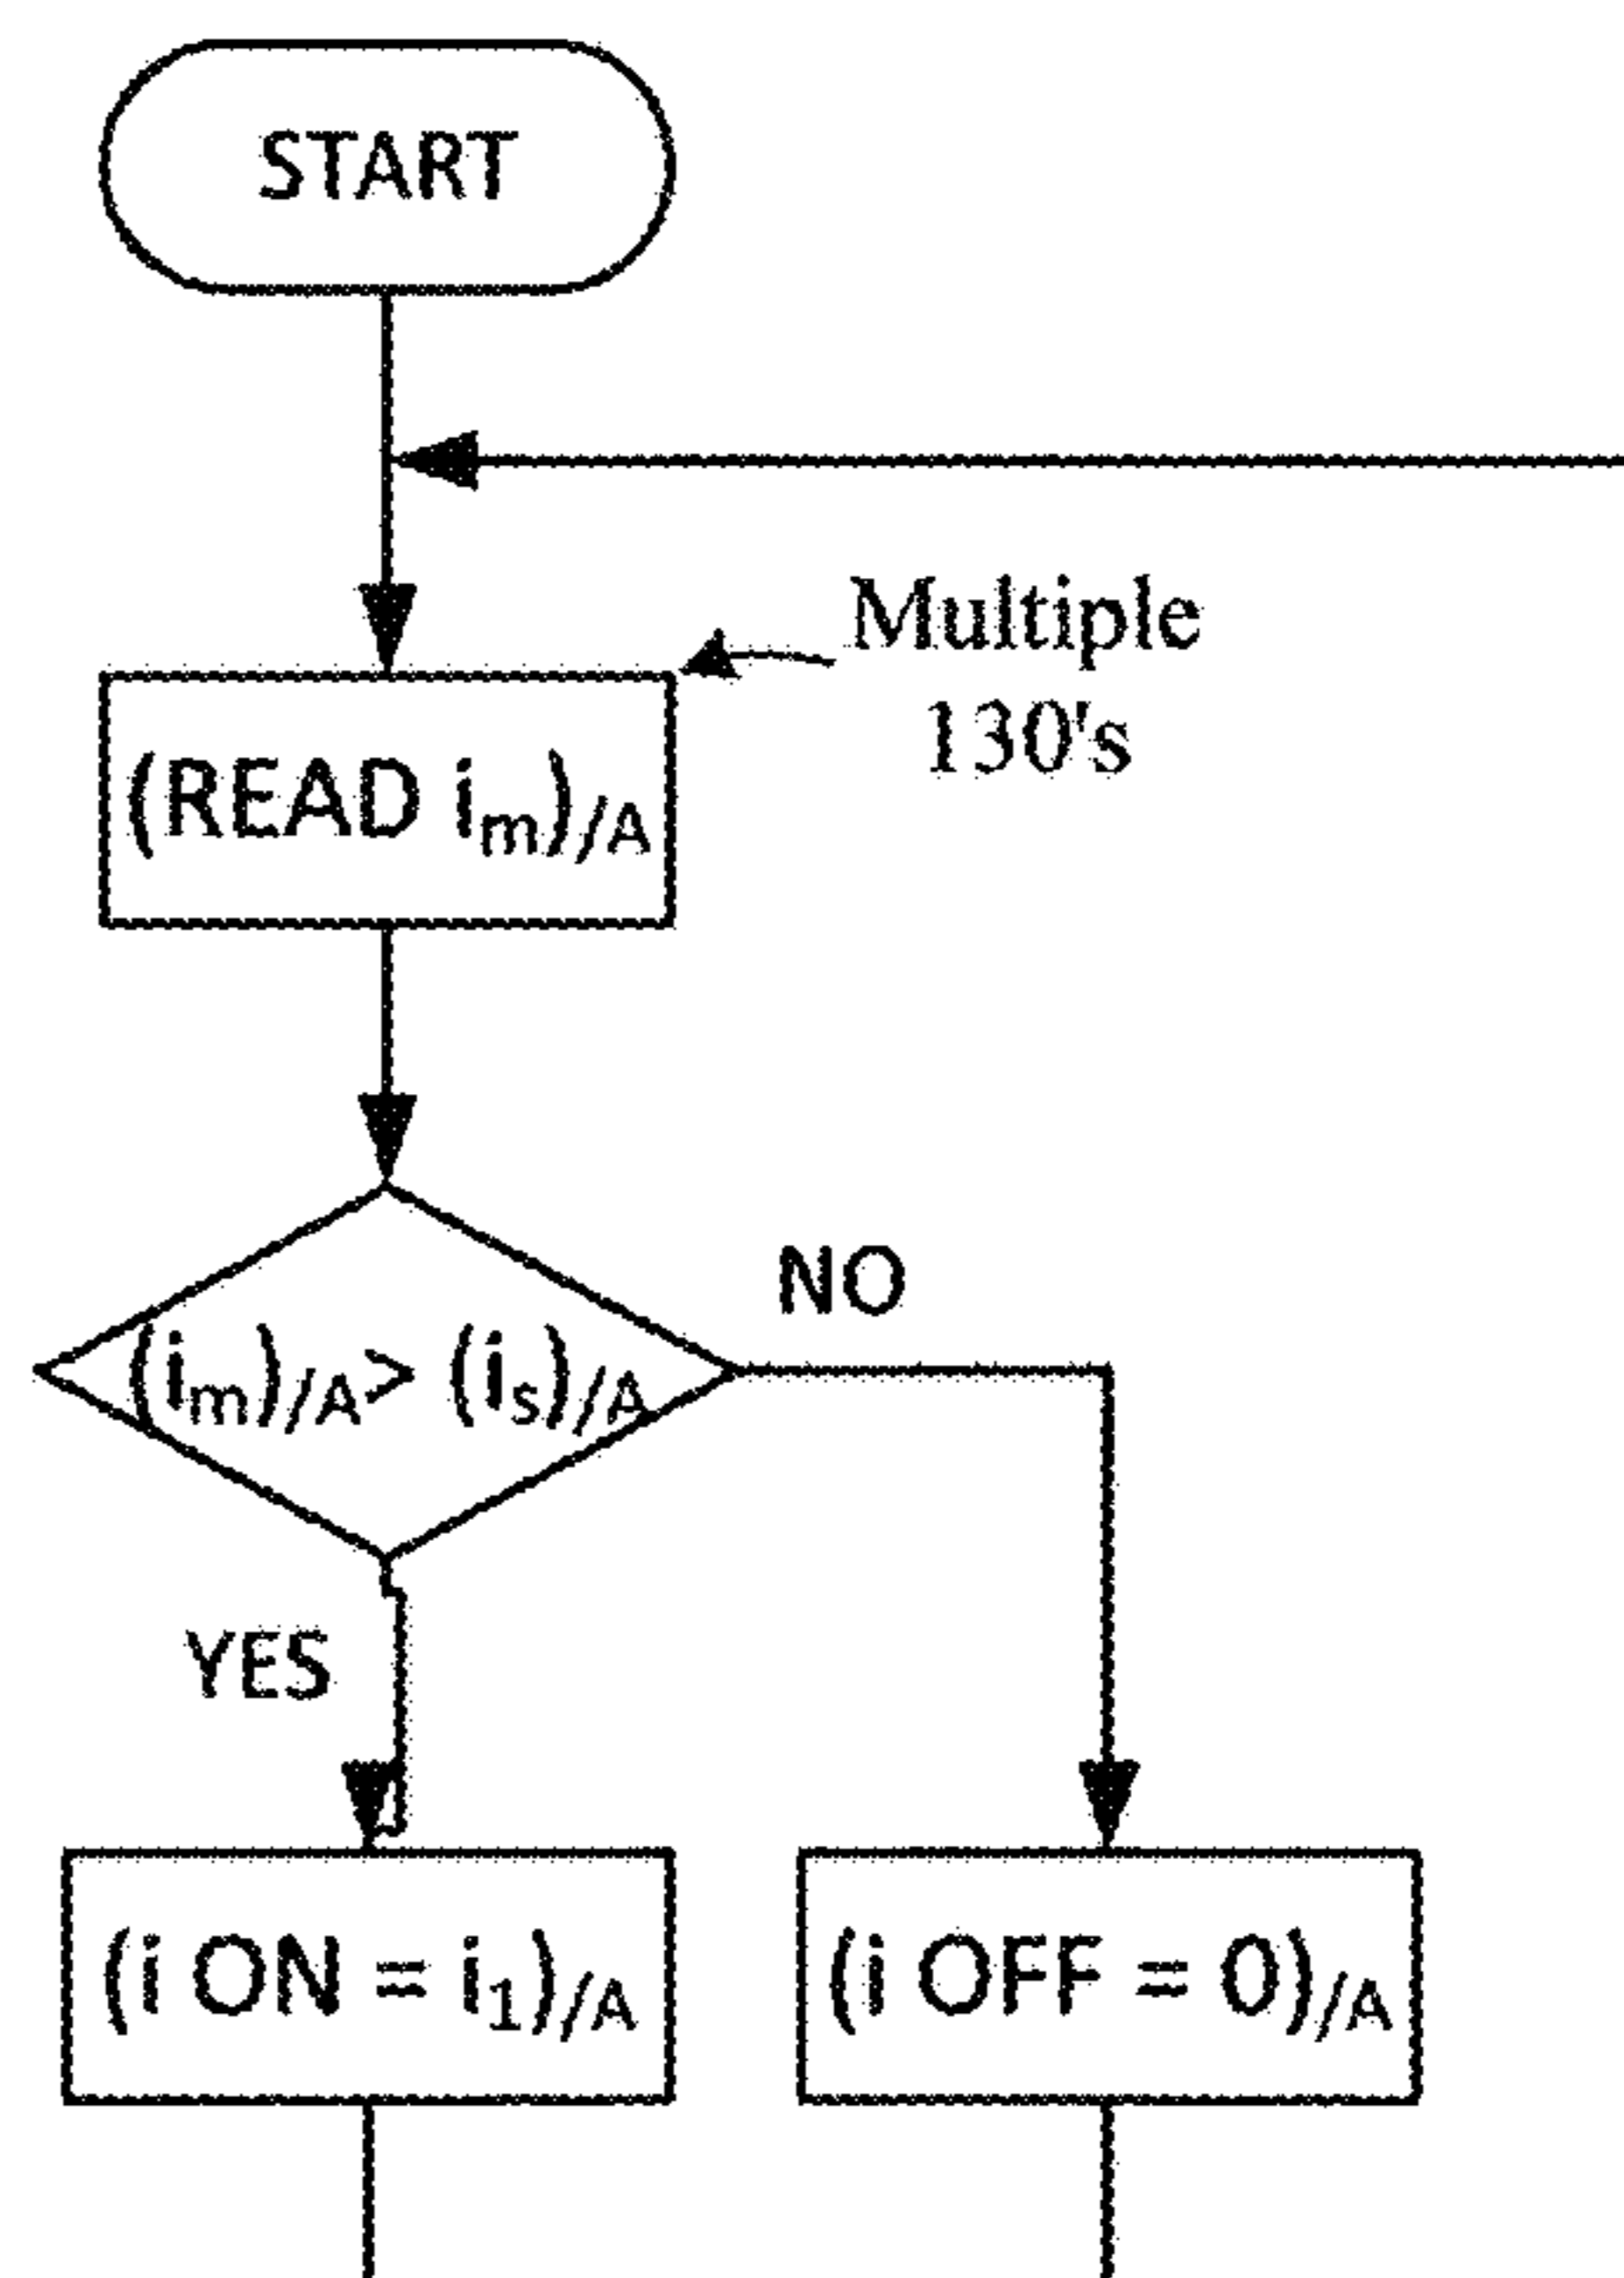 START
Multiple
130's
(READ iₘ)/A
NO
(iₘ)/A> (iₛ)/A
YES
(i ON = i₁)/A
(i OFF = 0)/A